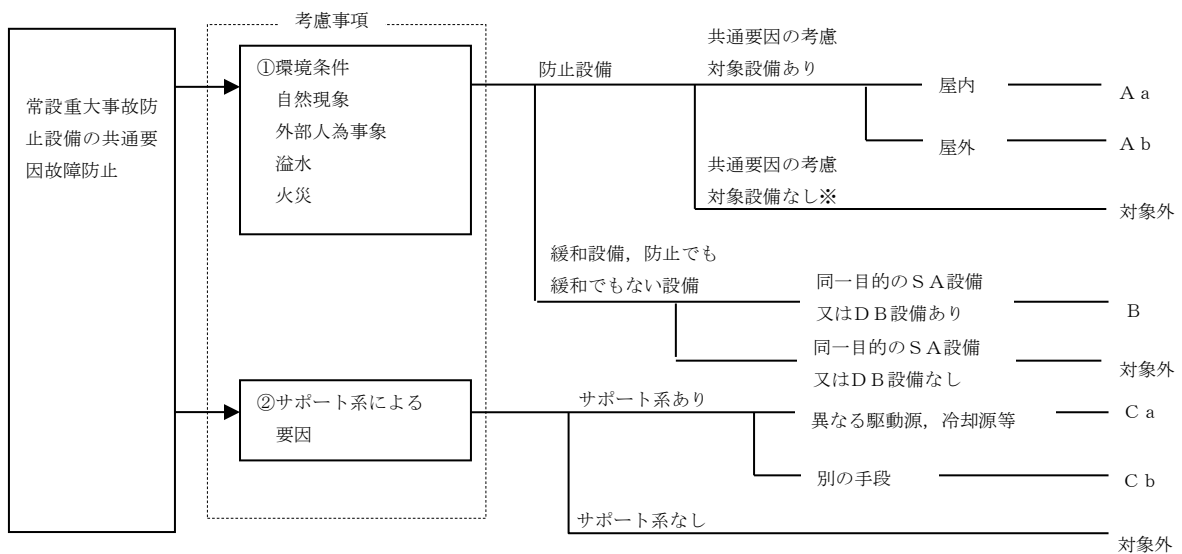 考慮事項
常設重大事故防
止設備の共通要
因故障防止
①環境条件
自然現象
外部人為事象
溢水
火災
防止設備
共通要因の考慮
対象設備あり
屋内
Ａａ
屋外
Ａｂ
共通要因の考慮
対象設備なし※
対象外
緩和設備，防止でも
緩和でもない設備
同一目的のＳＡ設備
又はＤＢ設備あり
Ｂ
同一目的のＳＡ設備
又はＤＢ設備なし
対象外
②サポート系による
要因
サポート系あり
異なる駆動源，冷却源等
Ｃａ
別の手段
Ｃｂ
サポート系なし
対象外